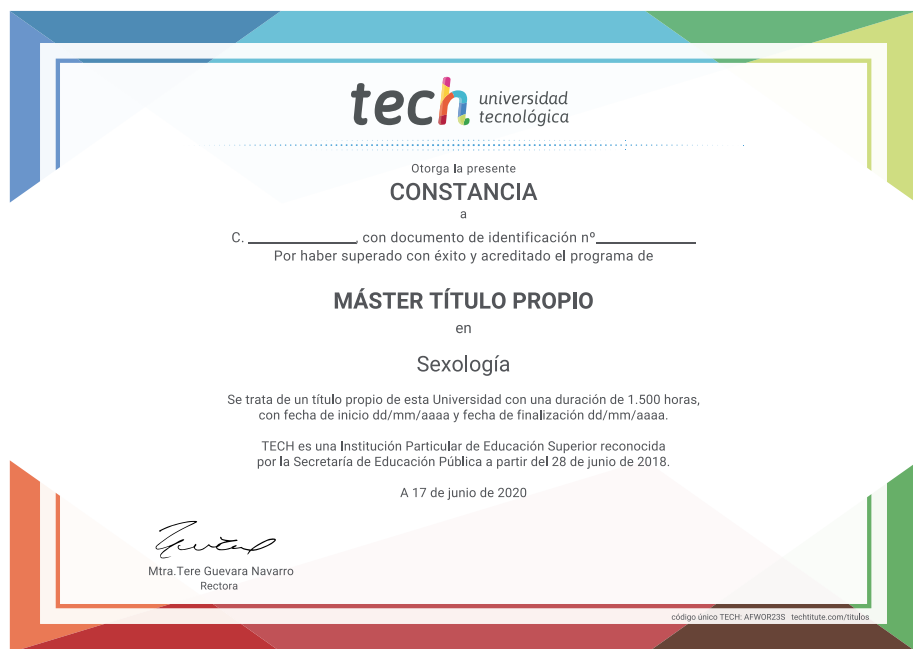 tech universidad
tecnológica
Otorga la presente
CONSTANCIA
a
C. ______________, con documento de identificación nº_____________
Por haber superado con éxito y acreditado el programa de
MÁSTER TÍTULO PROPIO
en
Sexología
Se trata de un título propio de esta Universidad con una duración de 1.500 horas,
con fecha de inicio dd/mm/aaaa y fecha de finalización dd/mm/aaaa.
TECH es una Institución Particular de Educación Superior reconocida
por la Secretaría de Educación Pública a partir del 28 de junio de 2018.
A 17 de junio de 2020
Mtra.Tere Guevara Navarro
Rectora
código único TECH: AFWOR23S techtitute.com/titulos